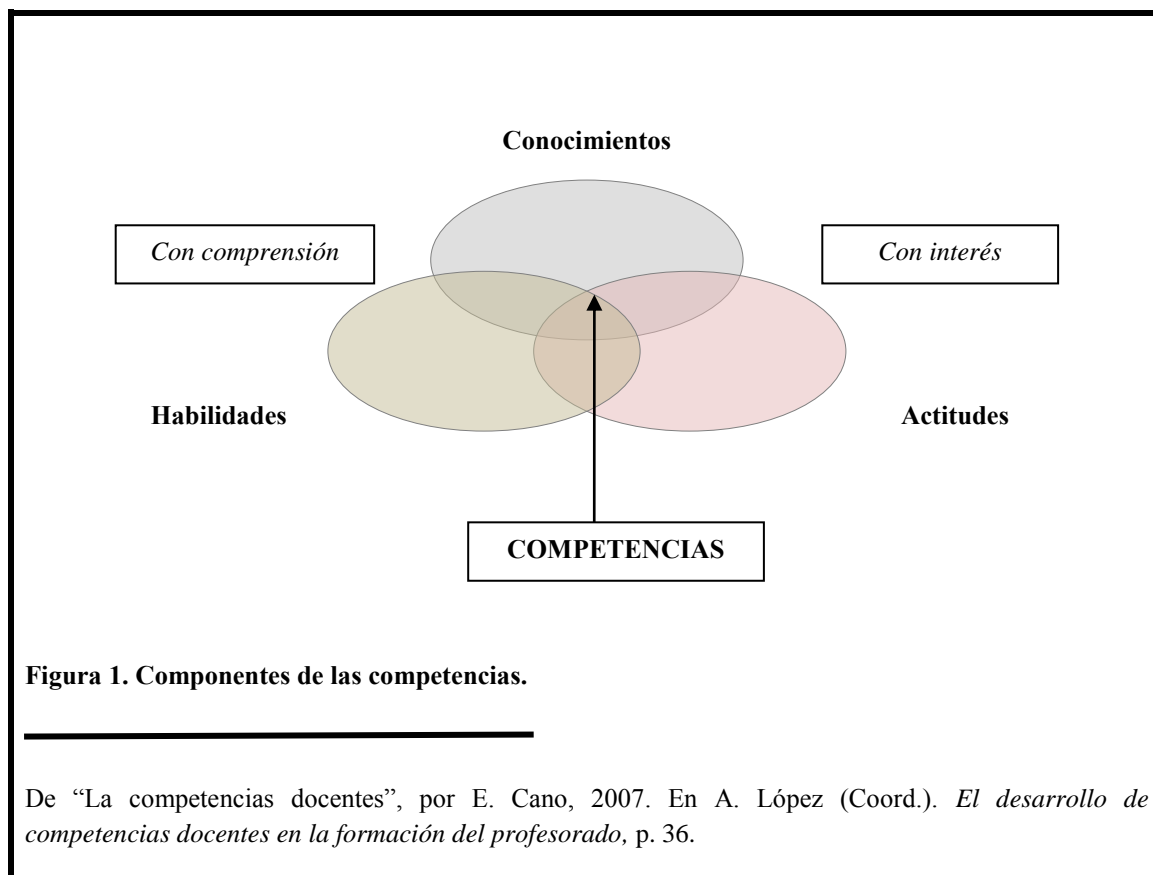 Conocimientos
Con comprensión
Con interés
Habilidades
Actitudes
COMPETENCIAS
Figura 1. Componentes de las competencias.
De “La competencias docentes”, por E. Cano, 2007. En A. López (Coord.). El desarrollo de
competencias docentes en la formación del profesorado, p. 36.